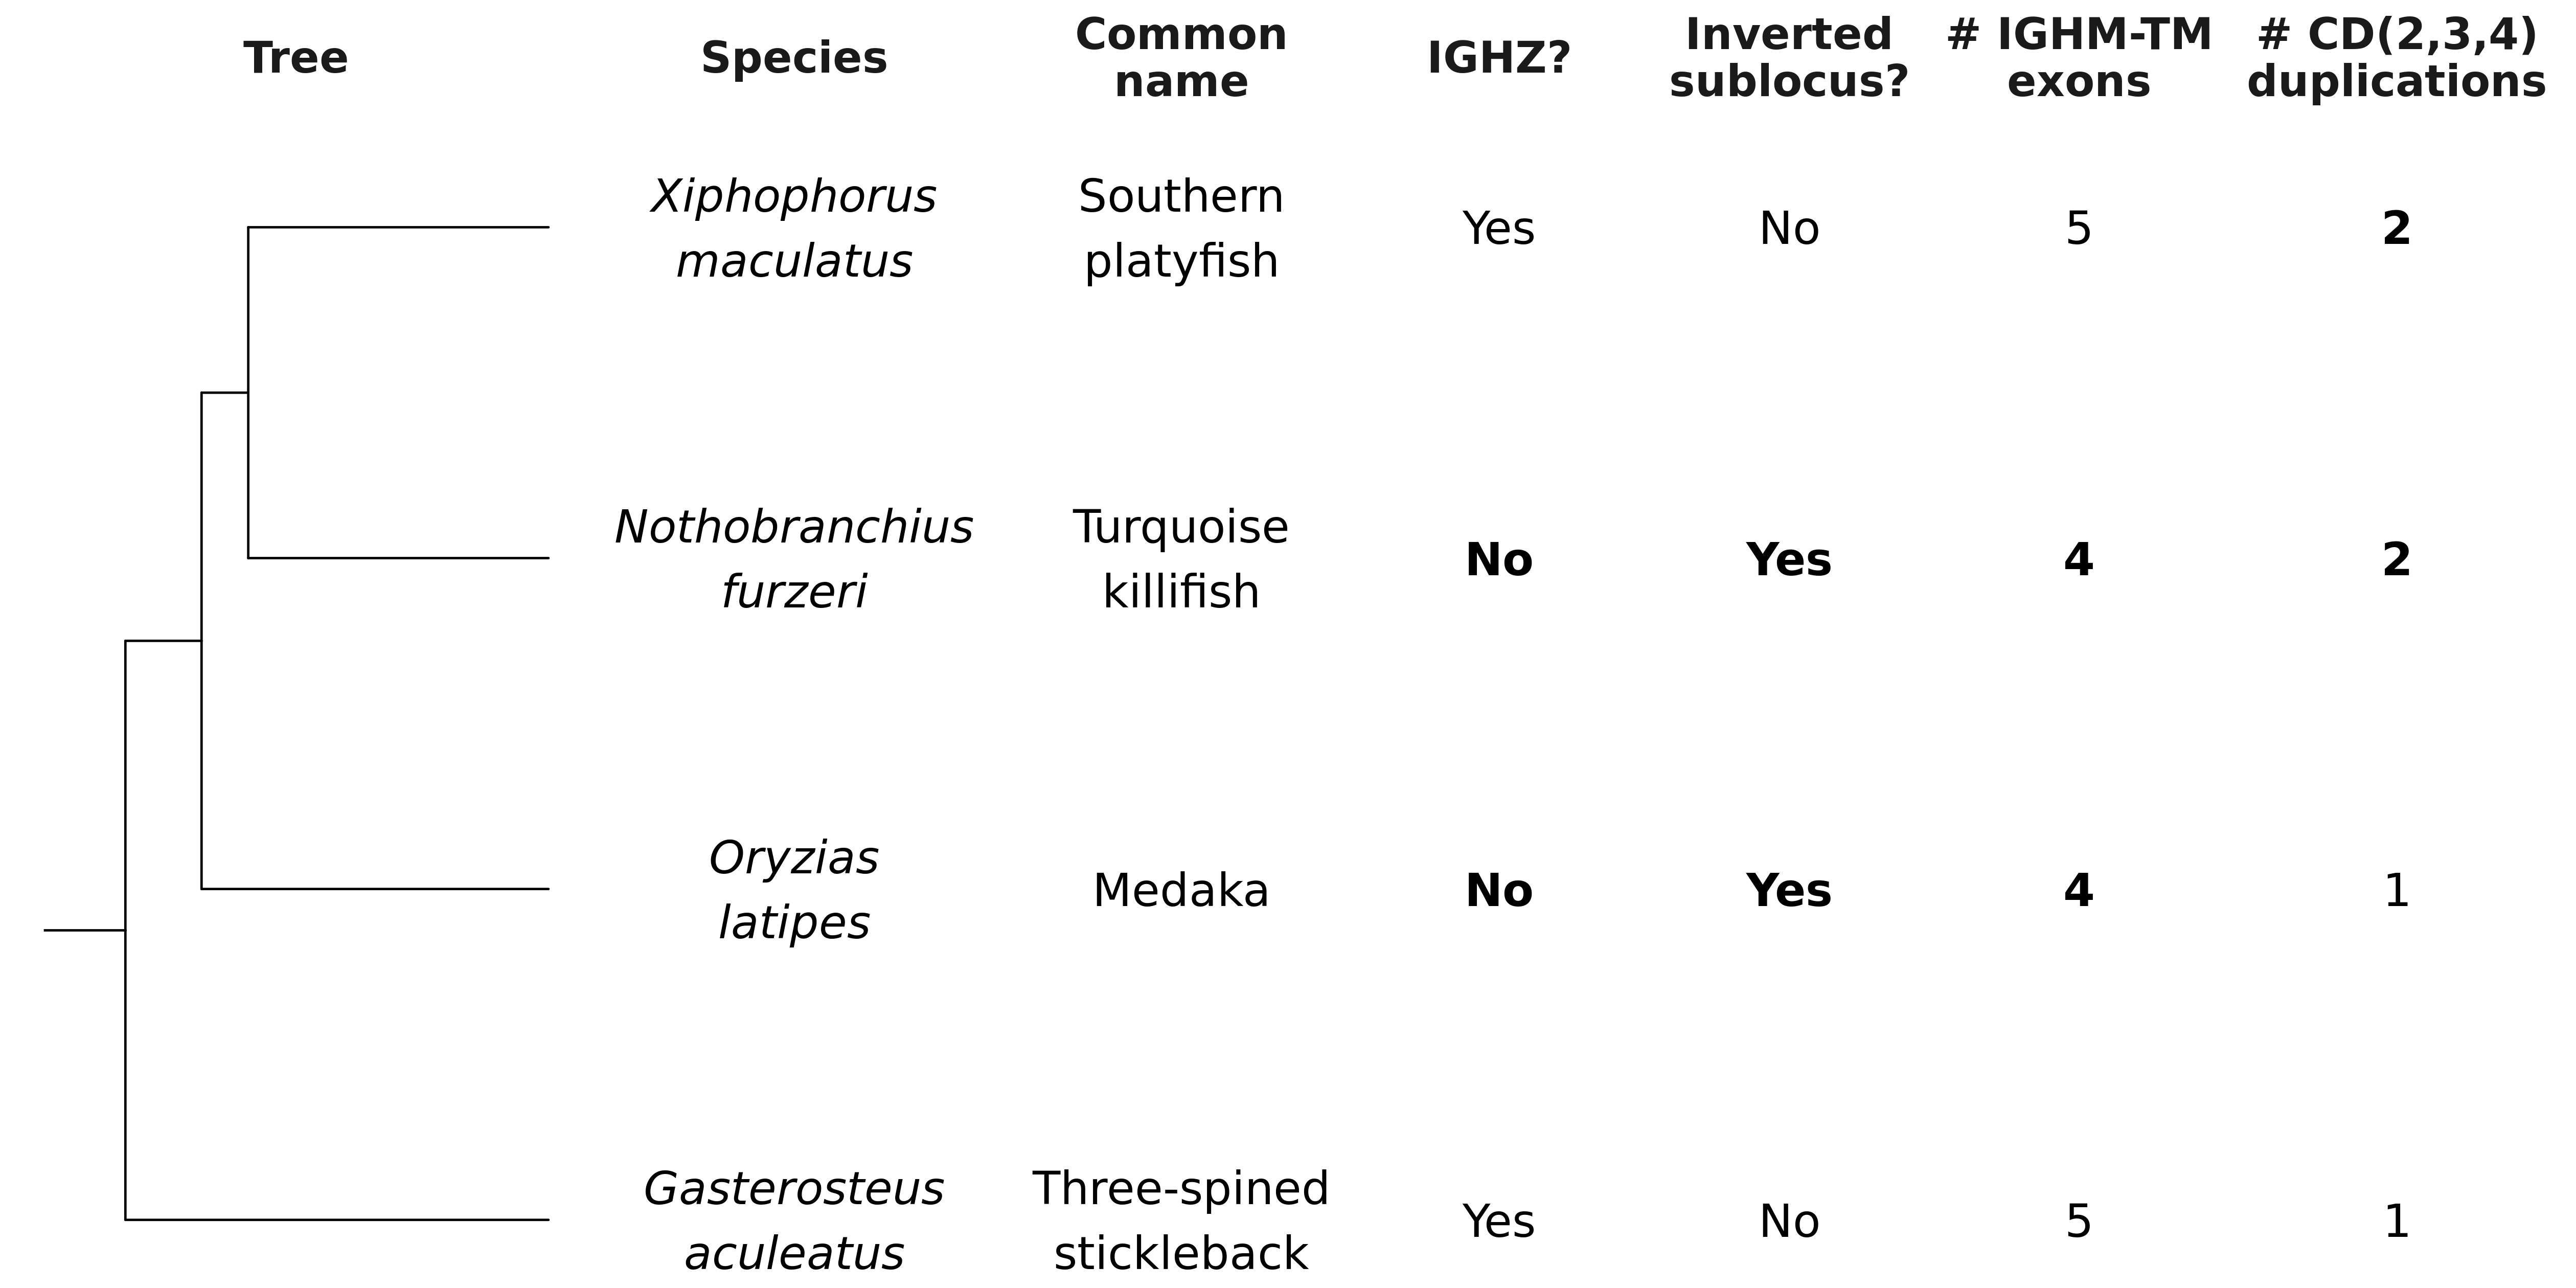 Tree
Species
Common
name
IGHZ?
Inverted
sublocus?
# IGHM-TM
exons
# CD(2,3,4)
duplications
Xiphophorus
maculatus
Southern
platyfish
Yes
No
5
2
Nothobranchius
furzeri
Turquoise
killifish
No
Yes
4
2
Oryzias
latipes
Medaka
No
Yes
4
1
Gasterosteus
aculeatus
Three-spined
stickleback
Yes
No
5
1